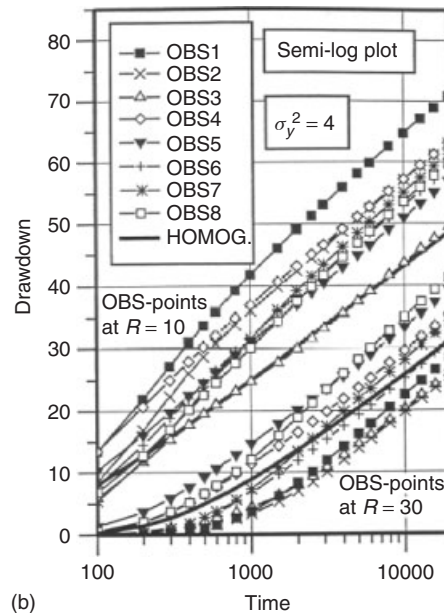 85
80
70
60
50
40
30
20
10
0
Drawdown
OBS1
OBS2
OBS3
OBS4
OBS5
OBS6
OBS7
OBS8
HOMOG.
Semi-log plot
σy² = 4
OBS-points
at R = 10
OBS-points
at R = 30
100
1000
10000
(b)
Time